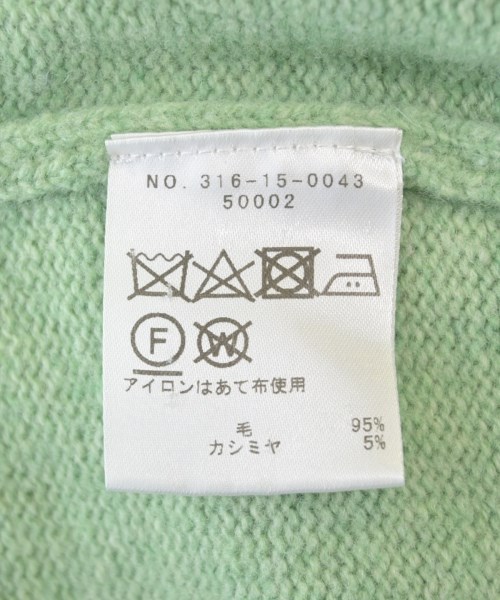 NO. 316-15-0043
50002
F W
アイロンはあて布使用
毛 95%
カシミヤ 5%